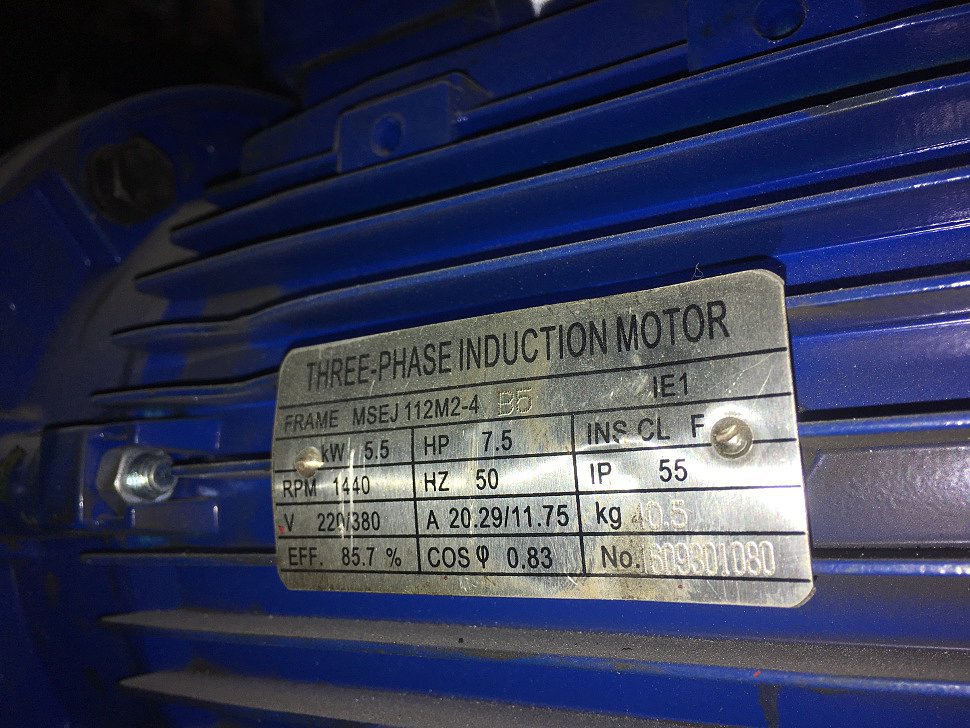 THREE-PHASE INDUCTION MOTOR
FRAME MSEJ 112M2-4 B5 IE1
kW 5.5 HP 7.5 INS CL F
RPM 1440 HZ 50 IP 55
V 220/380 A 20.29/11.75 kg 40.5
EFF. 85.7 % COS φ 0.83 No. 1609301080